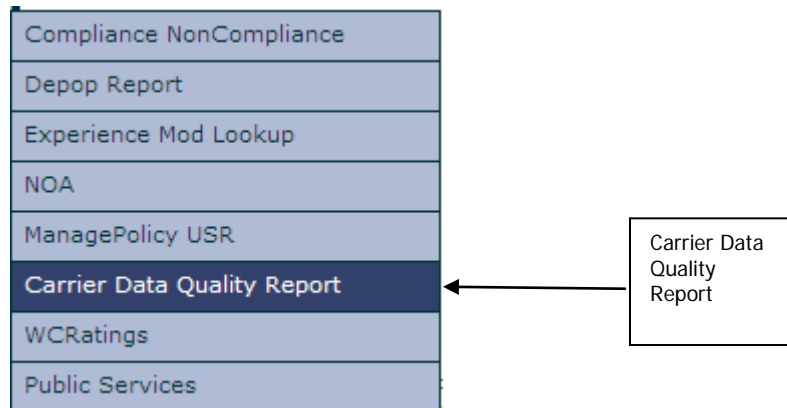 Compliance NonCompliance
Depop Report
Experience Mod Lookup
NOA
ManagePolicy USR
Carrier Data Quality Report
WCRatings
Public Services
Carrier Data
Quality
Report